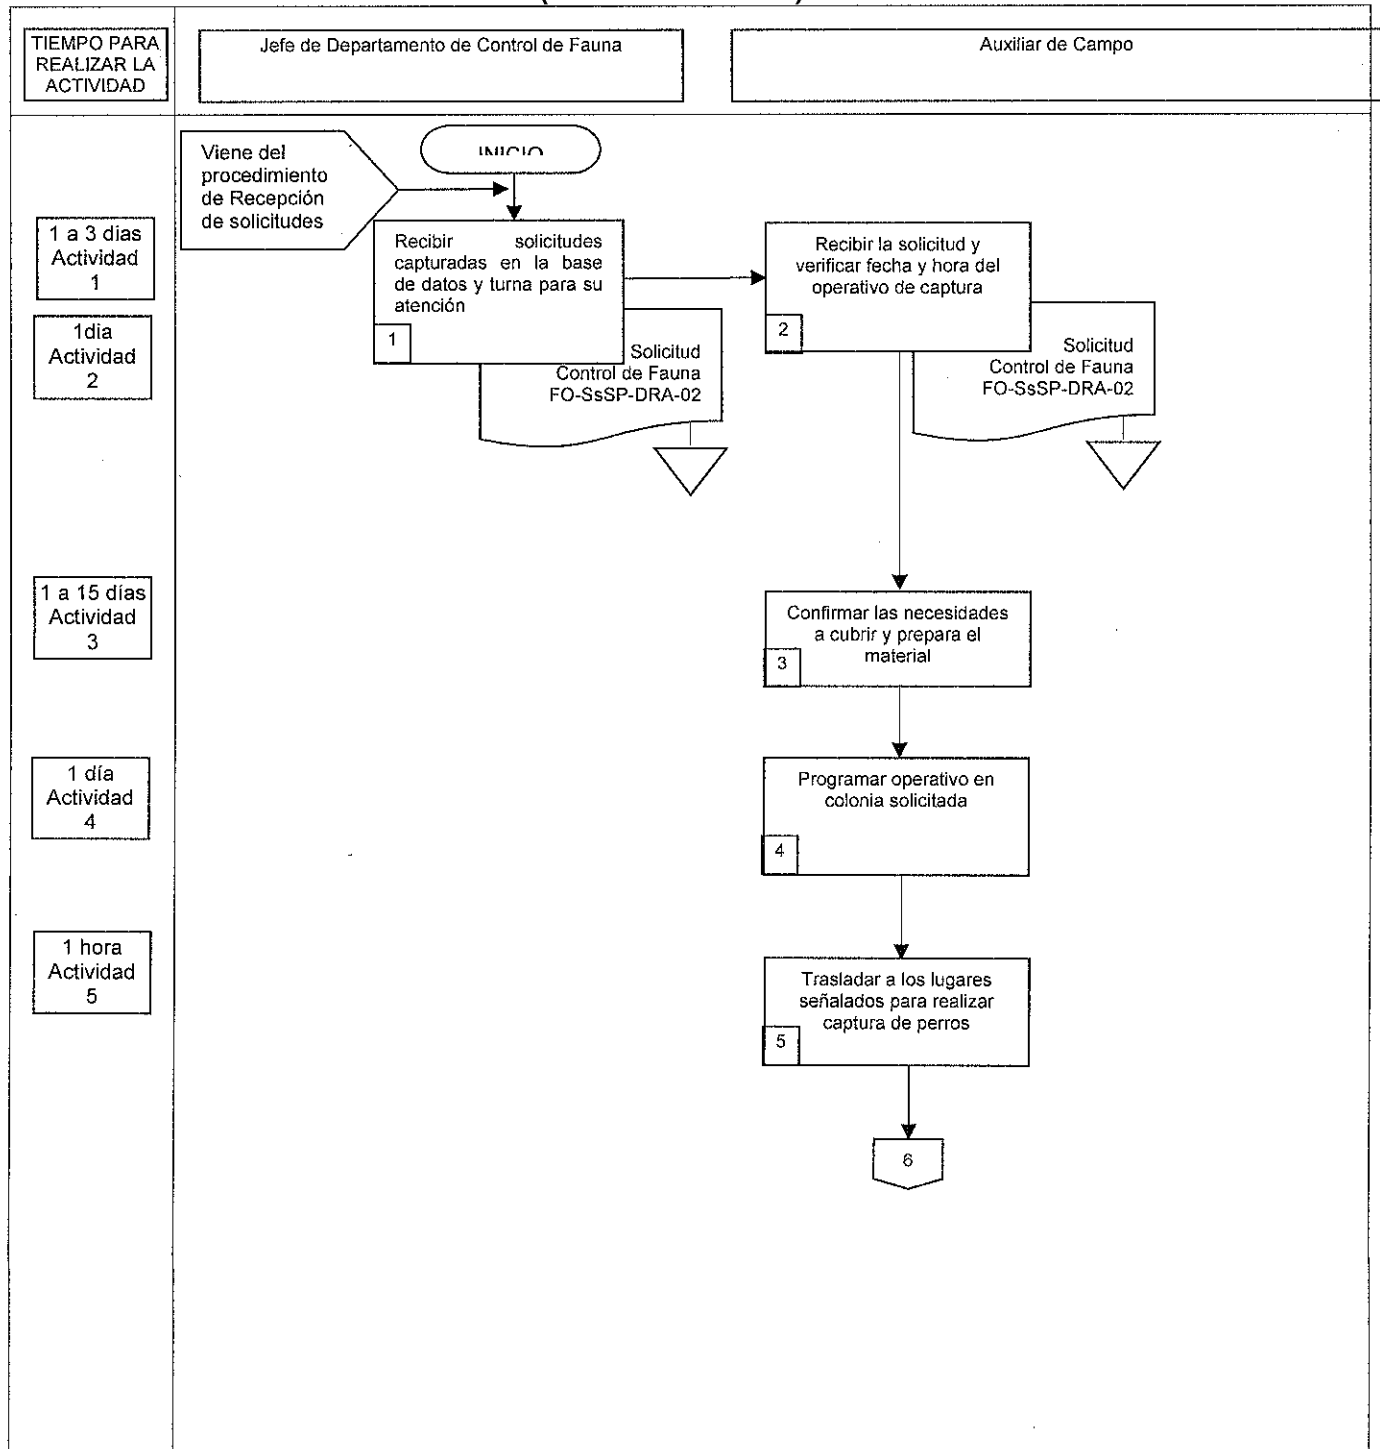 TIEMPO PARA
REALIZAR LA
ACTIVIDAD
Jefe de Departamento de Control de Fauna
Auxiliar de Campo
Viene del
procedimiento
de Recepción
de solicitudes
INICIO
1 a 3 dias
Actividad
1
Recibir solicitudes
capturadas en la base
de datos y turna para su
atención
1
Solicitud
Control de Fauna
FO-SsSP-DRA-02
Recibir la solicitud y
verificar fecha y hora del
operativo de captura
2
Solicitud
Control de Fauna
FO-SsSP-DRA-02
1dia
Actividad
2
1 a 15 días
Actividad
3
Confirmar las necesidades
a cubrir y prepara el
material
3
1 día
Actividad
4
Programar operativo en
colonia solicitada
4
1 hora
Actividad
5
Trasladar a los lugares
señalados para realizar
captura de perros
5
6